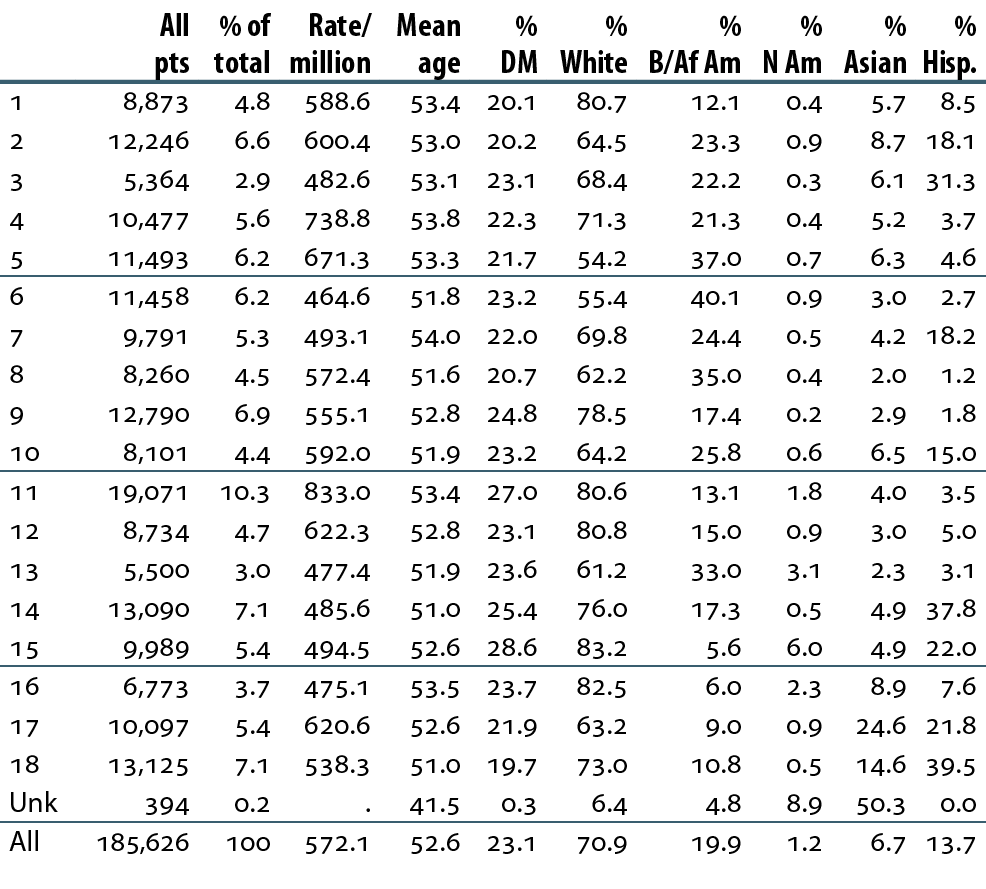 All % of Rate/ Mean % % % % % %
pts total million age DM White B/Af Am N Am Asian Hisp.
1 8,873 4.8 588.6 53.4 20.1 80.7 12.1 0.4 5.7 8.5
2 12,246 6.6 600.4 53.0 20.2 64.5 23.3 0.9 8.7 18.1
3 5,364 2.9 482.6 53.1 23.1 68.4 22.2 0.3 6.1 31.3
4 10,477 5.6 738.8 53.8 22.3 71.3 21.3 0.4 5.2 3.7
5 11,493 6.2 671.3 53.3 21.7 54.2 37.0 0.7 6.3 4.6
6 11,458 6.2 464.6 51.8 23.2 55.4 40.1 0.9 3.0 2.7
7 9,791 5.3 493.1 54.0 22.0 69.8 24.4 0.5 4.2 18.2
8 8,260 4.5 572.4 51.6 20.7 62.2 35.0 0.4 2.0 1.2
9 12,790 6.9 555.1 52.8 24.8 78.5 17.4 0.2 2.9 1.8
10 8,101 4.4 592.0 51.9 23.2 64.2 25.8 0.6 6.5 15.0
11 19,071 10.3 833.0 53.4 27.0 80.6 13.1 1.8 4.0 3.5
12 8,734 4.7 622.3 52.8 23.1 80.8 15.0 0.9 3.0 5.0
13 5,500 3.0 477.4 51.9 23.6 61.2 33.0 3.1 2.3 3.1
14 13,090 7.1 485.6 51.0 25.4 76.0 17.3 0.5 4.9 37.8
15 9,989 5.4 494.5 52.6 28.6 83.2 5.6 6.0 4.9 22.0
16 6,773 3.7 475.1 53.5 23.7 82.5 6.0 2.3 8.9 7.6
17 10,097 5.4 620.6 52.6 21.9 63.2 9.0 0.9 24.6 21.8
18 13,125 7.1 538.3 51.0 19.7 73.0 10.8 0.5 14.6 39.5
Unk 394 0.2 . 41.5 0.3 6.4 4.8 8.9 50.3 0.0
All 185,626 100 572.1 52.6 23.1 70.9 19.9 1.2 6.7 13.7